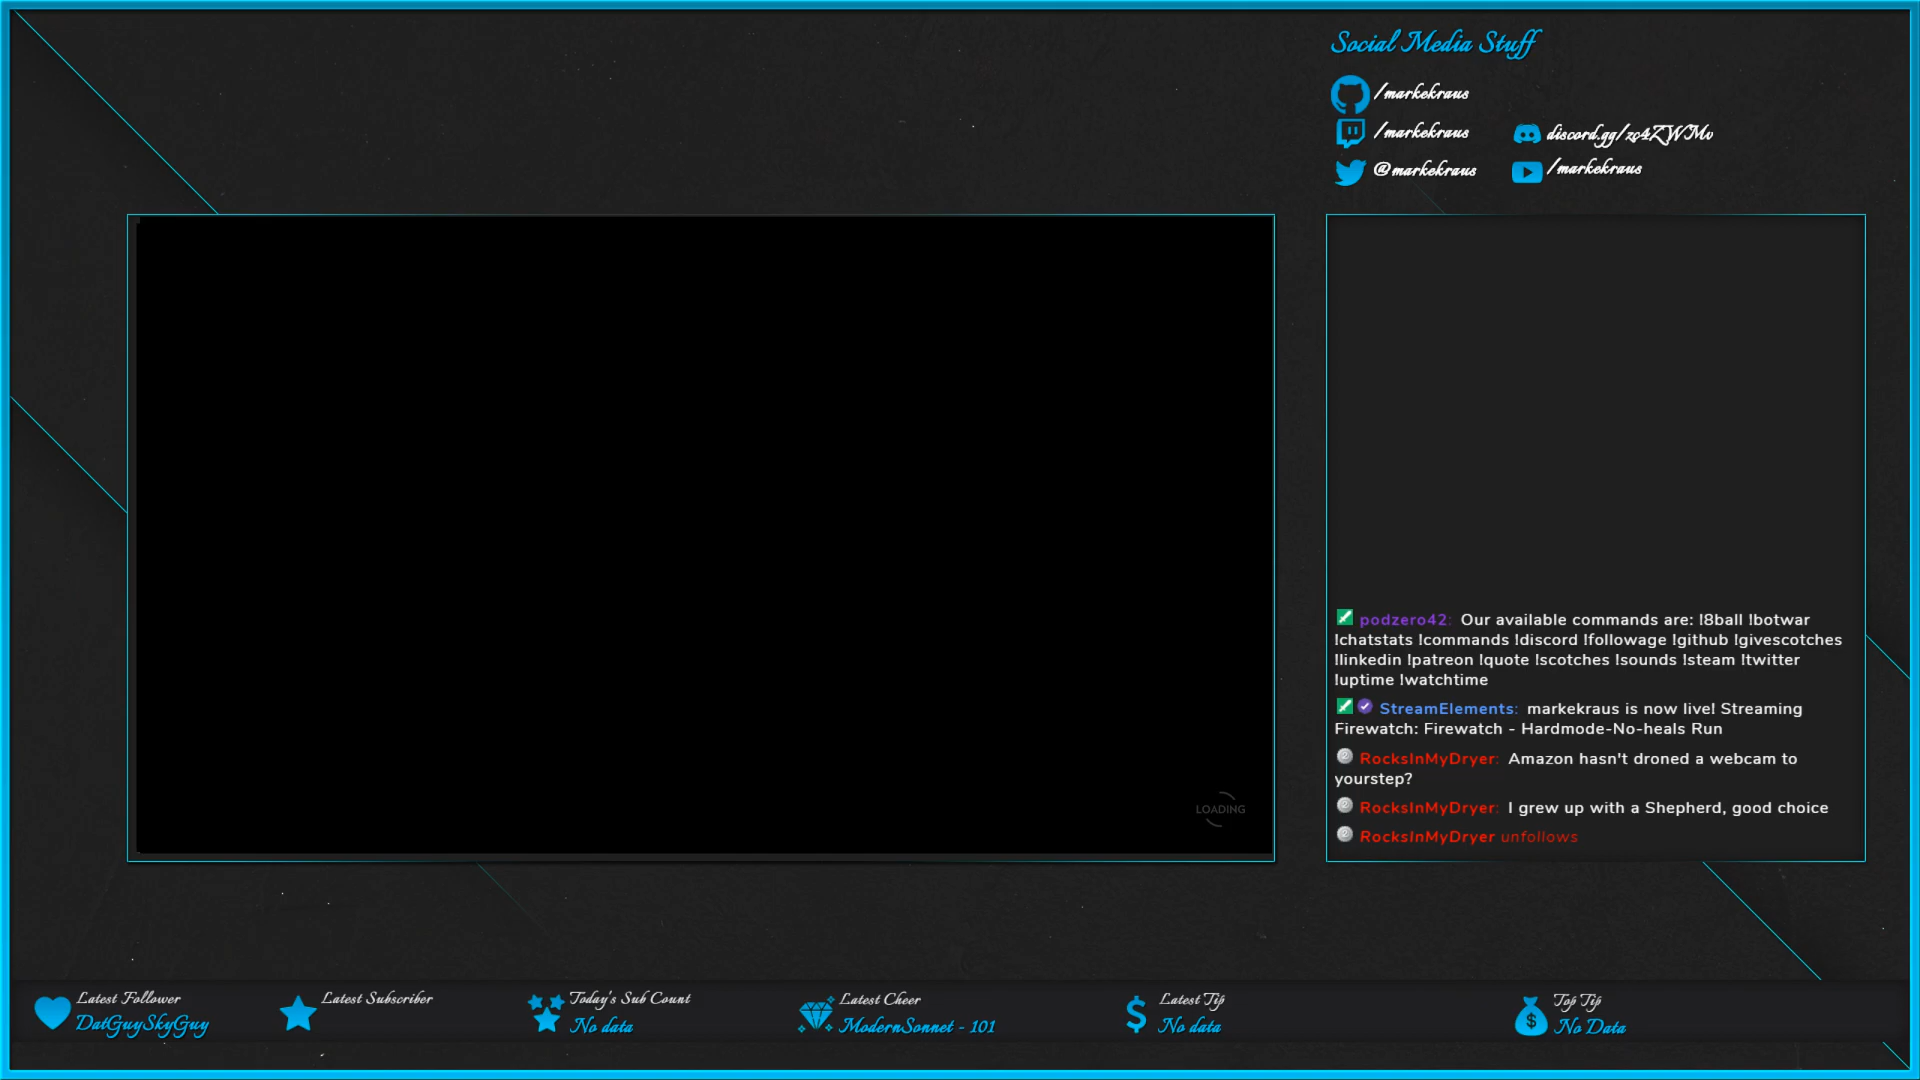 Social Media Stuff
/markekraus
/markekraus
discord.gg/zc4ZWMv
@markekraus
/markekraus
LOADING
podzero42: Our available commands are: !8ball !botwar
!chatstats !commands !discord !followage !github !givescotches
!linkedin !patreon !quote !scotches !sounds !steam !twitter
!uptime !watchtime
StreamElements: markekraus is now live! Streaming
Firewatch: Firewatch - Hardmode-No-heals Run
RocksInMyDryer: Amazon hasn't droned a webcam to
yourstep?
RocksInMyDryer: I grew up with a Shepherd, good choice
RocksInMyDryer unfollows
Latest Follower
DatGuySkyGuy
Latest Subscriber
Today's Sub Count
No data
Latest Cheer
ModernSonnet - 101
Latest Tip
No data
Top Tip
No Data